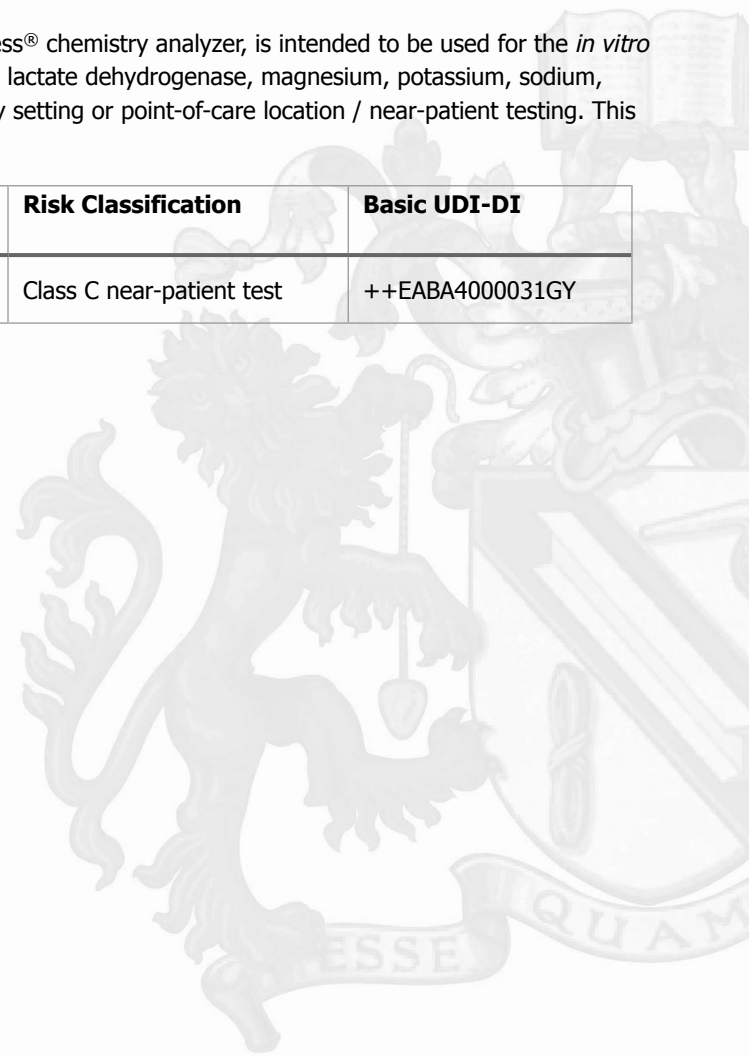 ess® chemistry analyzer, is intended to be used for the in vitro
lactate dehydrogenase, magnesium, potassium, sodium,
y setting or point-of-care location / near-patient testing. This
Risk Classification Basic UDI-DI
Class C near-patient test ++EABA4000031GY
ESSE QUAM